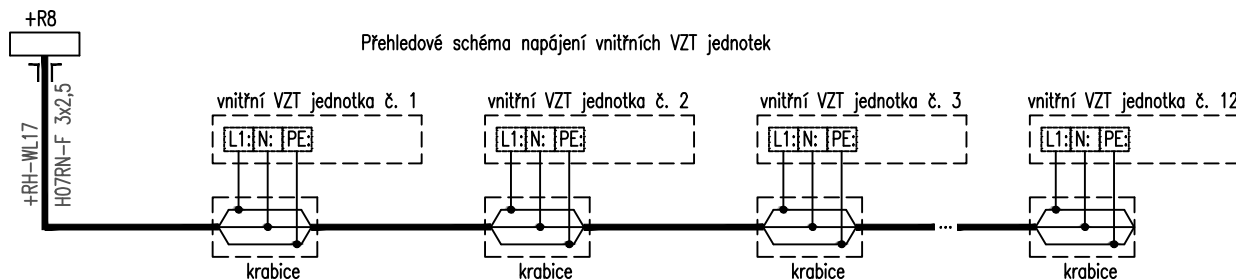 +R8
Přehledové schéma napájení vnitřních VZT jednotek
+RH-WL17
H07RN-F 3x2,5
vnitřní VZT jednotka č. 1
L1: N: PE:
krabice
vnitřní VZT jednotka č. 2
L1: N: PE:
krabice
vnitřní VZT jednotka č. 3
L1: N: PE:
krabice
...
vnitřní VZT jednotka č. 12
L1: N: PE:
krabice